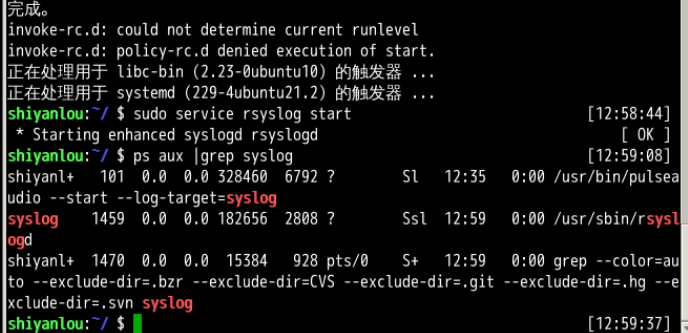 完成。
invoke-rc.d: could not determine current runlevel
invoke-rc.d: policy-rc.d denied execution of start.
正在处理用于 libc-bin (2.23-0ubuntu10) 的触发器 ...
正在处理用于 systemd (229-4ubuntu21.2) 的触发器 ...
shiyanlou:~/ $ sudo service rsyslog start [12:58:44]
 * Starting enhanced syslogd rsyslogd [ OK ]
shiyanlou:~/ $ ps aux |grep syslog [12:59:08]
shiyanl+ 101 0.0 0.0 328460 6792 ? Sl 12:35 0:00 /usr/bin/pulsea
udio --start --log-target=syslog
syslog 1459 0.0 0.0 182656 2808 ? Ssl 12:59 0:00 /usr/sbin/rsysl
ogd
shiyanl+ 1470 0.0 0.0 15384 928 pts/0 S+ 12:59 0:00 grep --color=au
to --exclude-dir=.bzr --exclude-dir=CVS --exclude-dir=.git --exclude-dir=.hg --e
xclude-dir=.svn syslog
shiyanlou:~/ $ [12:59:37]